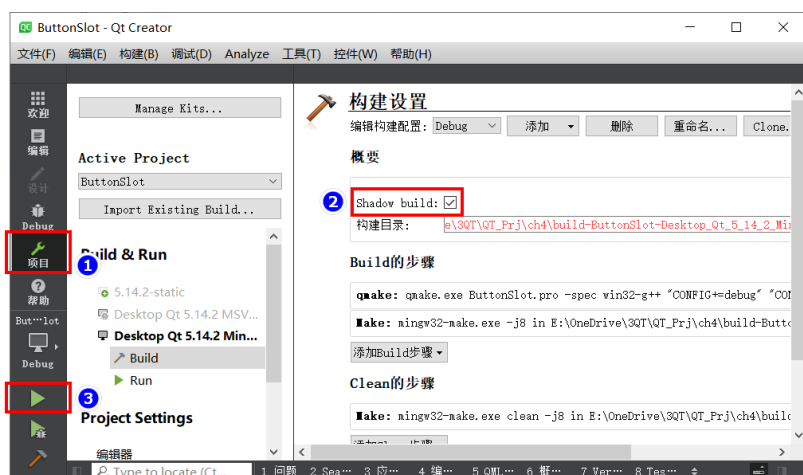 ButtonSlot - Qt Creator
文件(F) 编辑(E) 构建(B) 调试(D) Analyze 工具(T) 控件(W) 帮助(H)
欢迎
编辑
设计
Debug
项目
帮助
But…lot
Debug
Manage Kits...
Active Project
ButtonSlot
Import Existing Build...
1
Build & Run
5.14.2-static
Desktop Qt 5.14.2 MSV...
Desktop Qt 5.14.2 Min...
Build
Run
3
Project Settings
编辑器
构建设置
编辑构建配置: Debug 添加 删除 重命名... Clone.
概要
2 Shadow build:
构建目录: e\3QT\QT_Prj\ch4\build-ButtonSlot-Desktop_Qt_5_14_2_Mi
Build的步骤
qmake: qmake.exe ButtonSlot.pro -spec win32-g++ "CONFIG+=debug" "CO
Make: mingw32-make.exe -j8 in E:\OneDrive\3QT\QT_Prj\ch4\build-Butto
添加Build步骤
Clean的步骤
Make: mingw32-make.exe clean -j8 in E:\OneDrive\3QT\QT_Prj\ch4\build
Type to locate (Ct... 1 问题 2 Sea… 3 应… 4 编… 5 QML… 6 概… 7 Ver… 8 Tes…